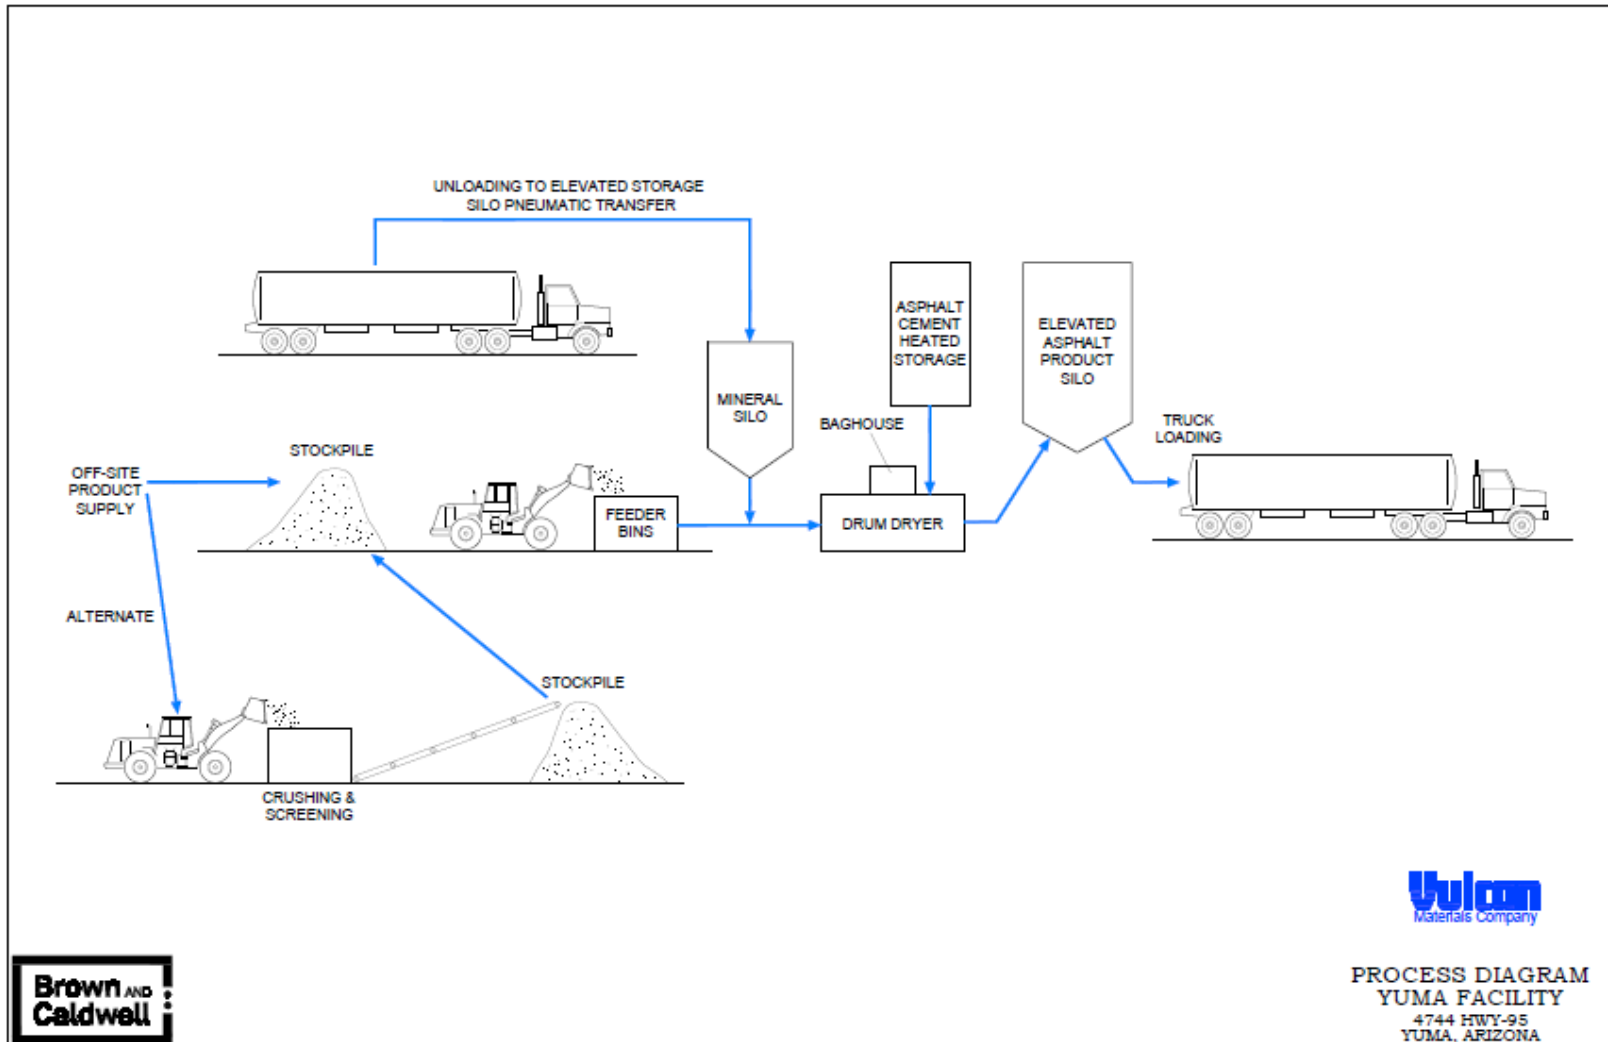 UNLOADING TO ELEVATED STORAGE
SILO PNEUMATIC TRANSFER
ASPHALT
CEMENT
HEATED
STORAGE
ELEVATED
ASPHALT
PRODUCT
SILO
MINERAL
SILO
BAGHOUSE
TRUCK
LOADING
STOCKPILE
OFF-SITE
PRODUCT
SUPPLY
FEEDER
BINS
DRUM DRYER
ALTERNATE
STOCKPILE
CRUSHING &
SCREENING
Vulcan
Materials Company
Brown AND
Caldwell
PROCESS DIAGRAM
YUMA FACILITY
4744 HWY-95
YUMA, ARIZONA